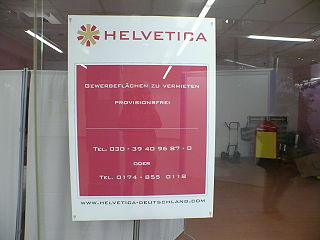 HELVETICA
GEWERBEFLÄCHEN ZU VERMIETEN
PROVISIONSFREI
TEL. 030 - 39 40 96 87 - 0
ODER
TEL. 0174 - 855 0118
WWW.HELVETICA-DEUTSCHLAND.COM